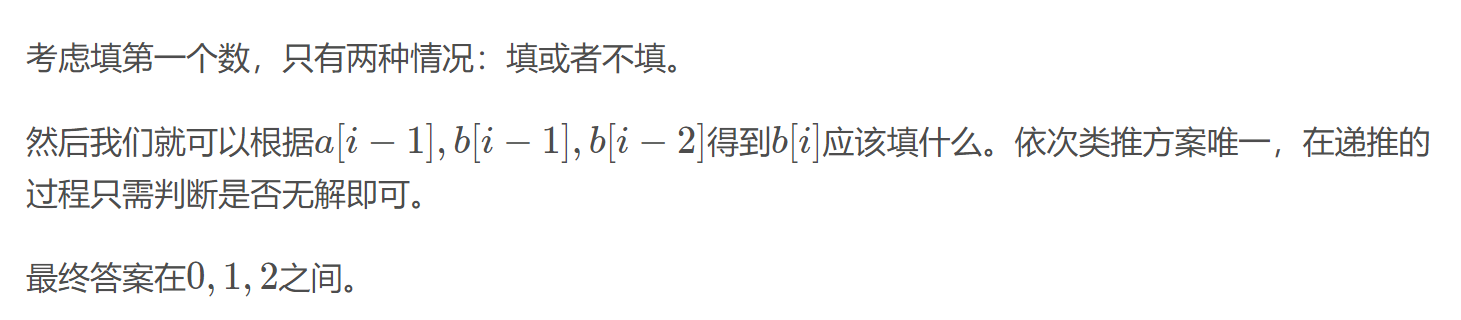 考虑填第一个数，只有两种情况：填或者不填。
然后我们就可以根据a[i − 1], b[i − 1], b[i − 2]得到b[i]应该填什么。依次类推方案唯一，在递推的
过程只需判断是否无解即可。
最终答案在0, 1, 2之间。